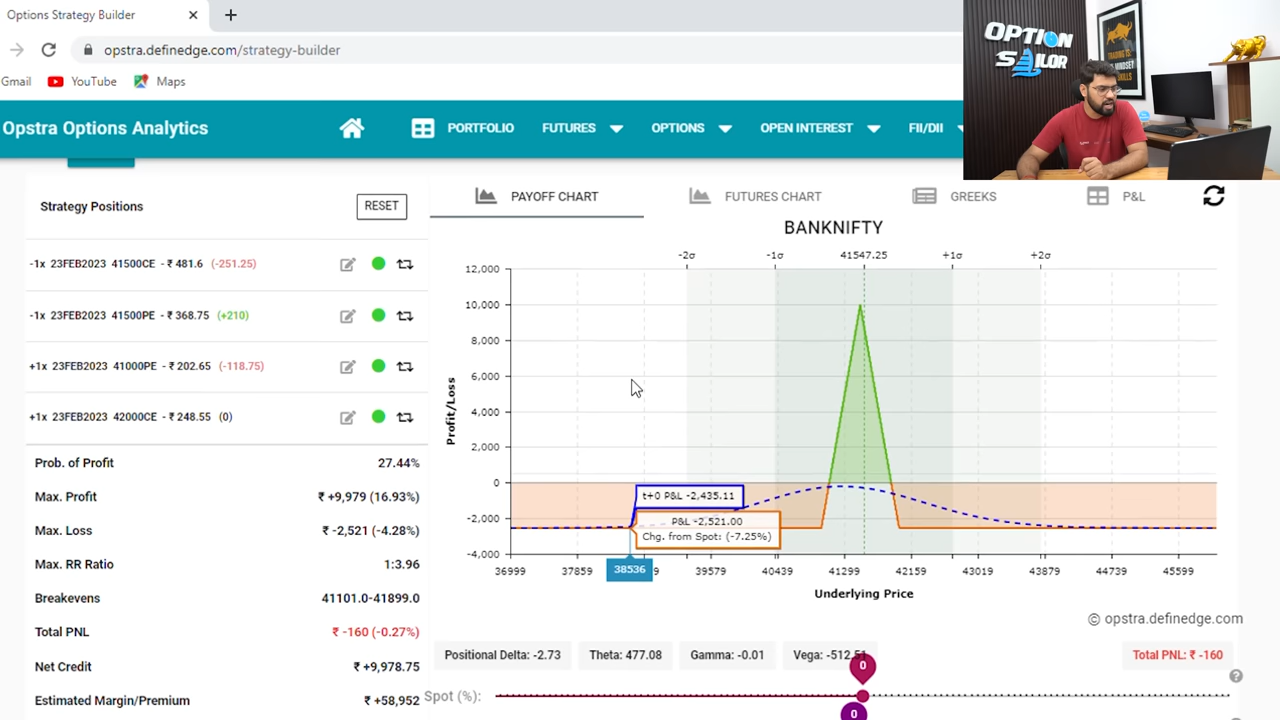 Options Strategy Builder
opstra.definedge.com/strategy-builder
Gmail YouTube Maps
OPTION
SAILOR
Opstra Options Analytics
PORTFOLIO FUTURES OPTIONS OPEN INTEREST FII/DII
Strategy Positions
RESET
-1x 23FEB2023 41500CE - ₹ 481.6 (-251.25)
-1x 23FEB2023 41500PE - ₹ 368.75 (+210)
+1x 23FEB2023 41000PE - ₹ 202.65 (-118.75)
+1x 23FEB2023 42000CE - ₹ 248.55 (0)
Prob. of Profit 27.44%
Max. Profit ₹ +9,979 (16.93%)
Max. Loss ₹ -2,521 (-4.28%)
Max. RR Ratio 1:3.96
Breakevens 41101.0-41899.0
Total PNL ₹ -160 (-0.27%)
Net Credit ₹ +9,978.75
Estimated Margin/Premium ₹ +58,952
PAYOFF CHART FUTURES CHART GREEKS P&L
BANKNIFTY
-2σ -1σ 41547.25 +1σ +2σ
12,000
10,000
8,000
6,000
4,000
2,000
0
-2,000
-4,000
Profit/Loss
t+0 P&L -2,435.11
P&L -2,521.00
Chg. from Spot: (-7.25%)
38536
36999 37859 39579 40439 41299 42159 43019 43879 44739 45599
Underlying Price
© opstra.definedge.com
Positional Delta: -2.73 Theta: 477.08 Gamma: -0.01 Vega: -512.51 Total PNL: ₹ -160
0
Spot (%):
0